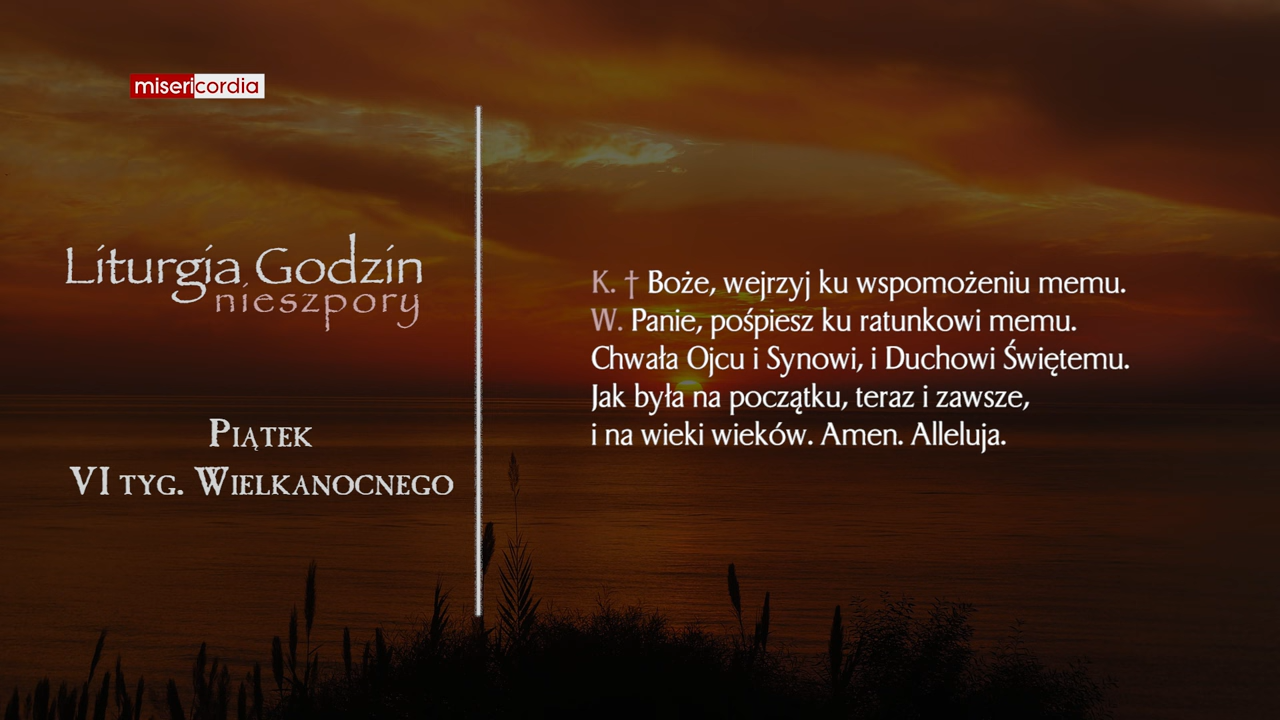 misericordia
Liturgia Godzin
nieszpory
Piątek
VI tyg. Wielkanocnego
K. † Boże, wejrzyj ku wspomożeniu memu.
W. Panie, pośpiesz ku ratunkowi memu.
Chwała Ojcu i Synowi, i Duchowi Świętemu.
Jak była na początku, teraz i zawsze,
i na wieki wieków. Amen. Alleluja.